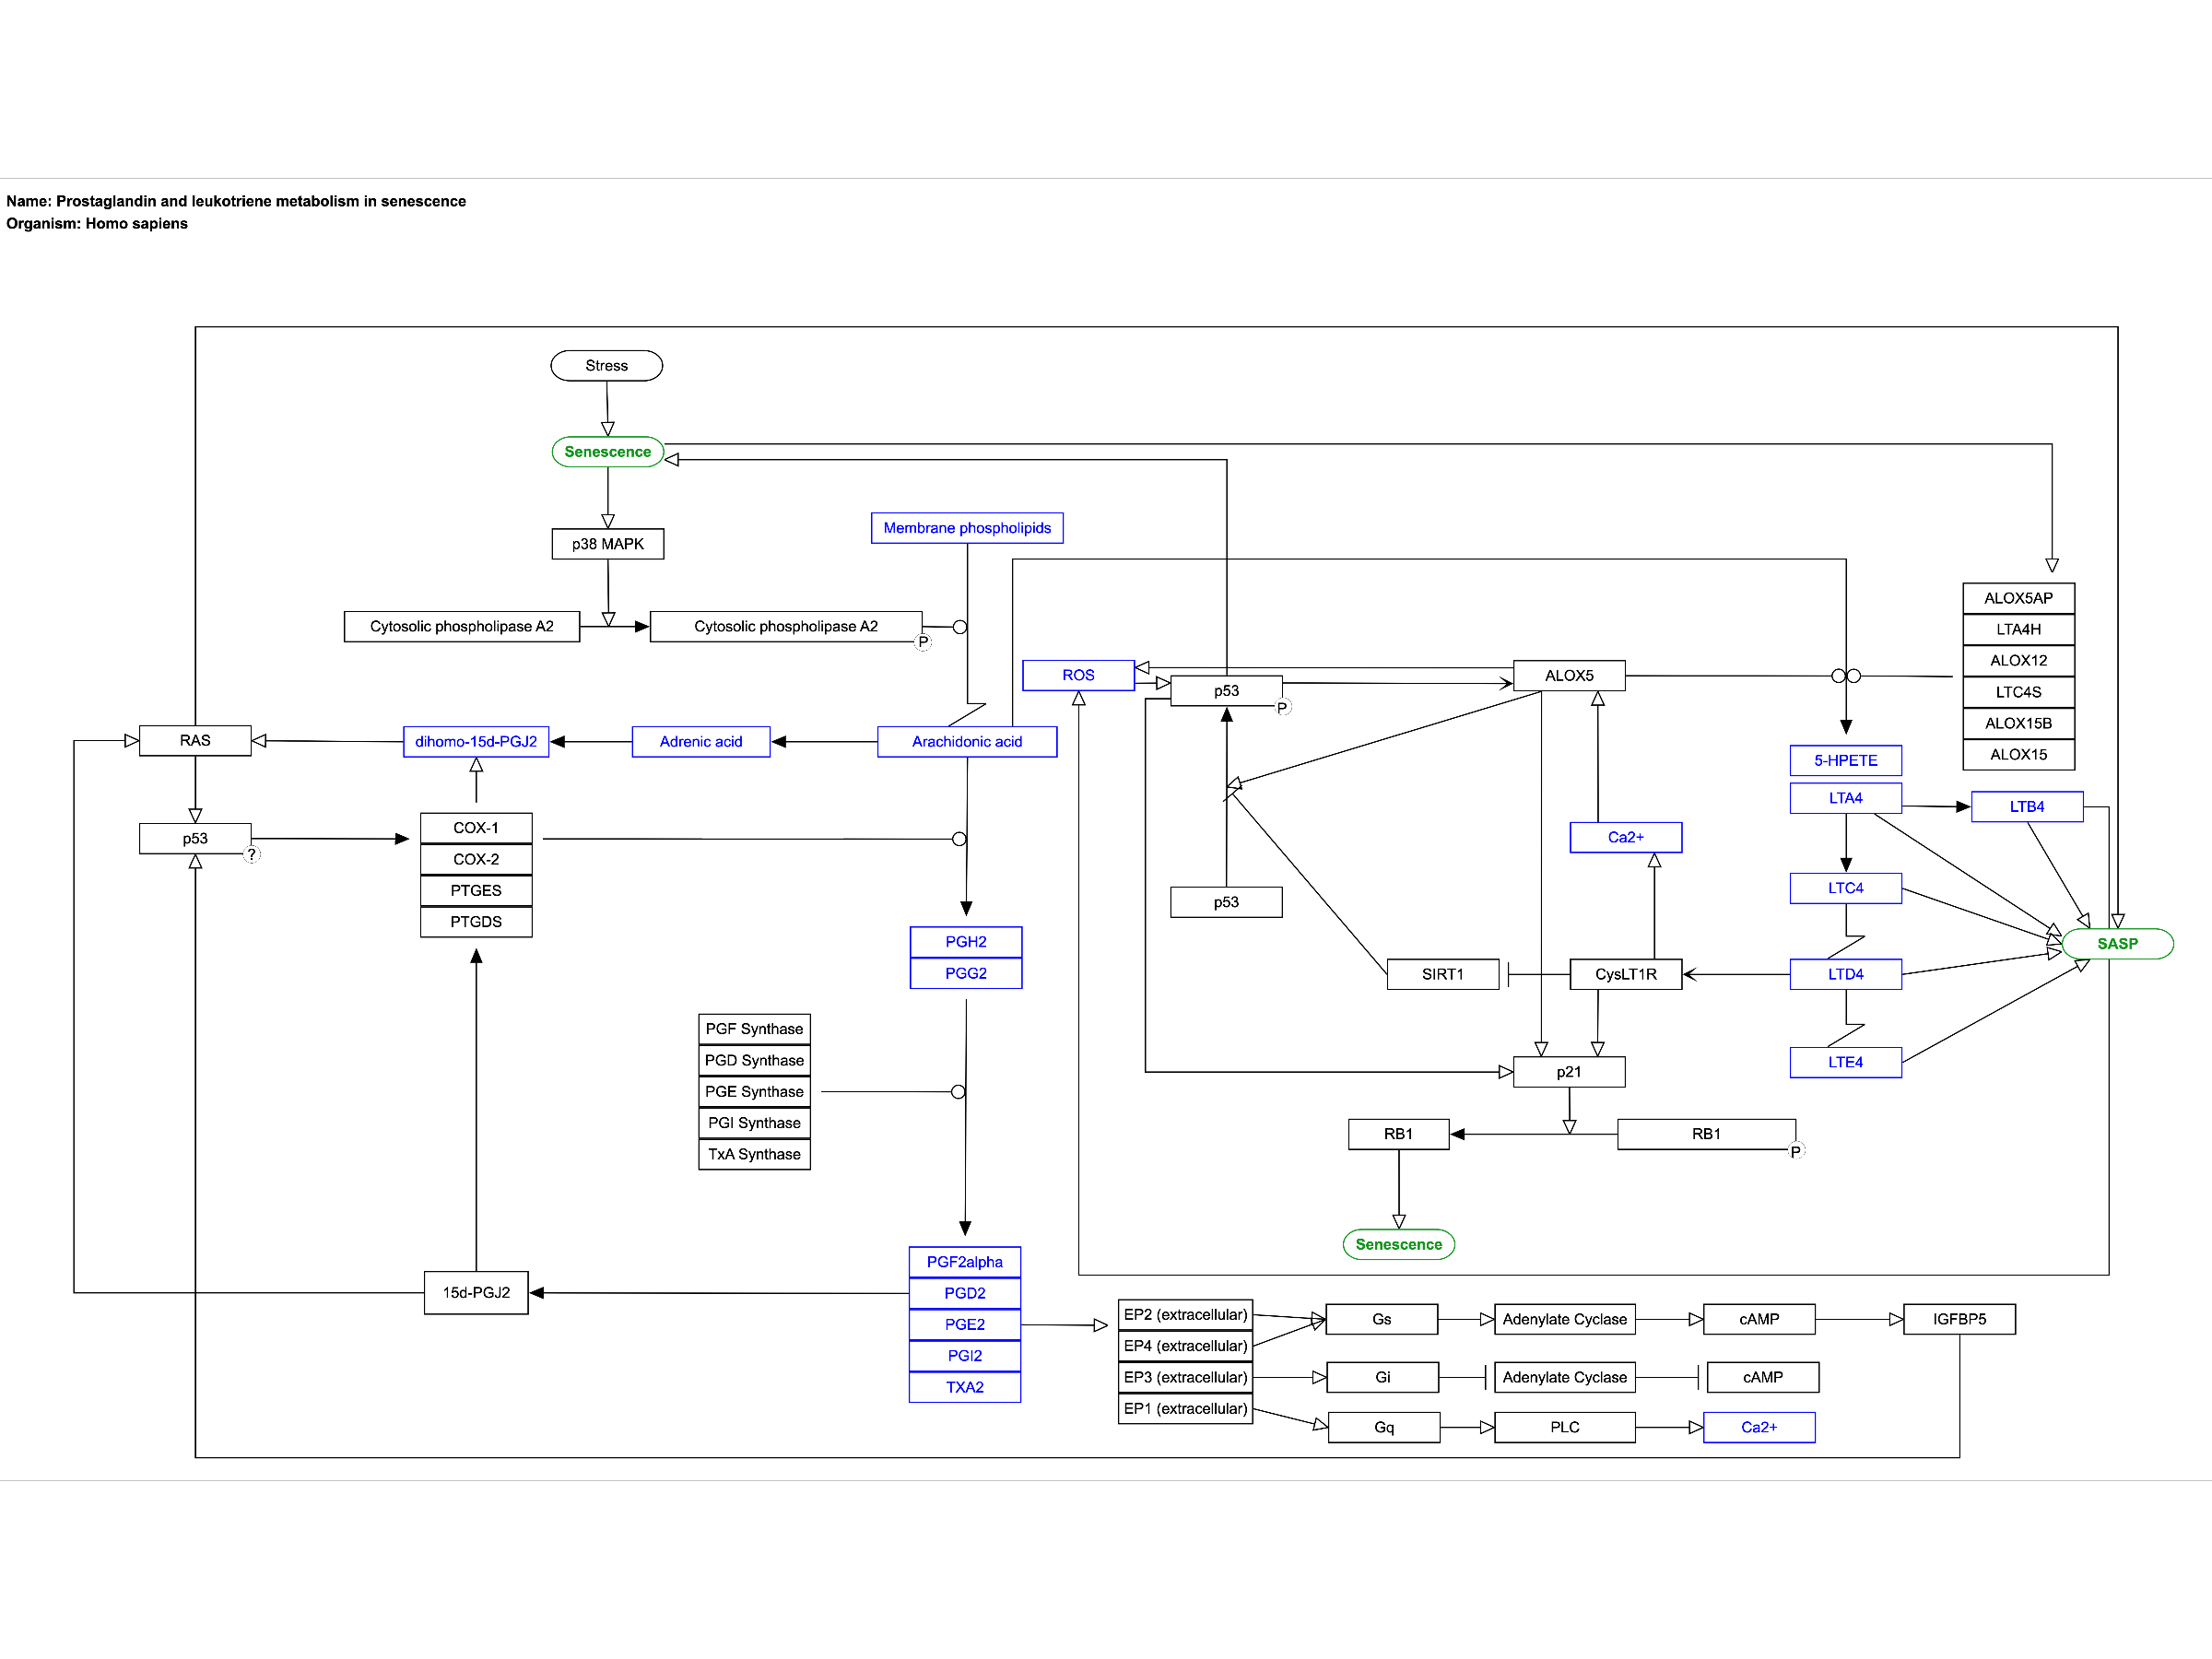 Name: Prostaglandin and leukotriene metabolism in senescence
Organism: Homo sapiens
Stress
Senescence
p38 MAPK
Membrane phospholipids
Cytosolic phospholipase A2
Cytosolic phospholipase A2
P
RAS
dihomo-15d-PGJ2
Adrenic acid
Arachidonic acid
p53
?
COX-1
COX-2
PTGES
PTGDS
PGH2
PGG2
PGF Synthase
PGD Synthase
PGE Synthase
PGI Synthase
TxA Synthase
15d-PGJ2
PGF2alpha
PGD2
PGE2
PGI2
TXA2
ROS
p53
P
ALOX5
p53
Ca2+
SIRT1
CysLT1R
p21
RB1
RB1
P
Senescence
ALOX5AP
LTA4H
ALOX12
LTC4S
ALOX15B
ALOX15
5-HPETE
LTA4
LTB4
LTC4
LTD4
LTE4
SASP
EP2 (extracellular)
EP4 (extracellular)
EP3 (extracellular)
EP1 (extracellular)
Gs
Adenylate Cyclase
cAMP
IGFBP5
Gi
Adenylate Cyclase
cAMP
Gq
PLC
Ca2+